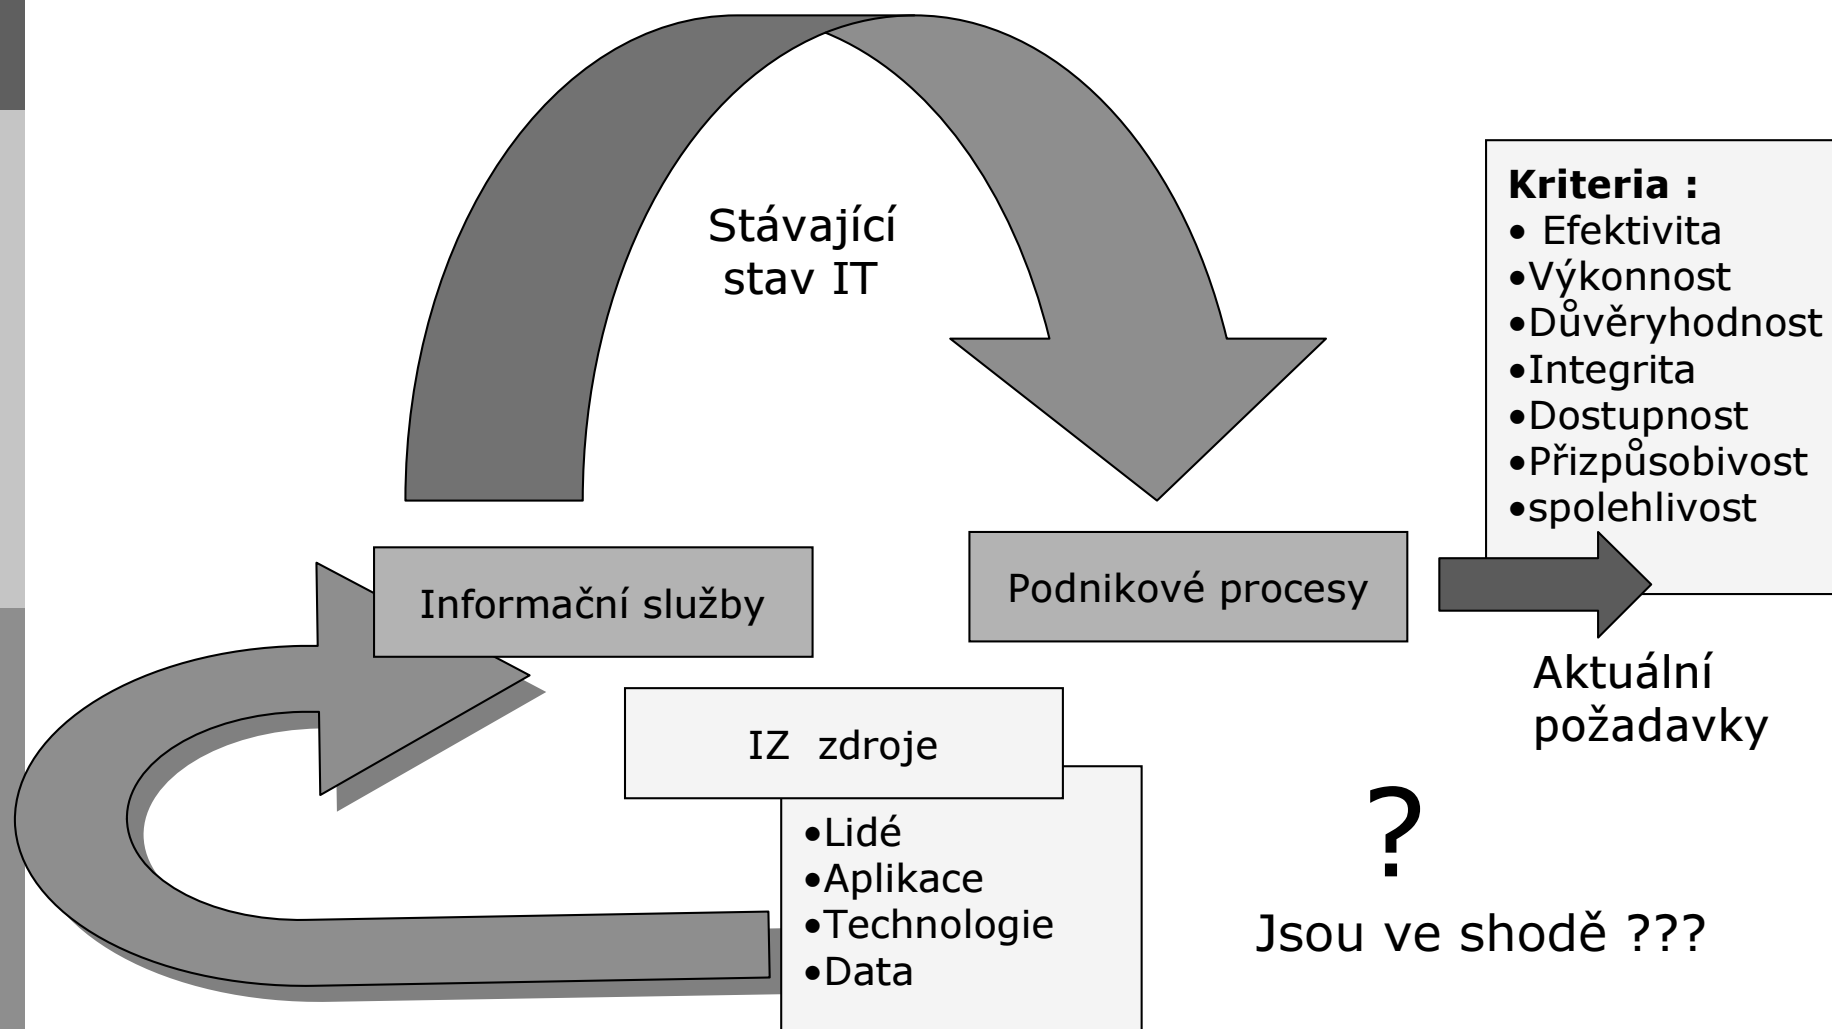 Stávající
stav IT
Kriteria :
• Efektivita
•Výkonnost
•Důvěryhodnost
•Integrita
•Dostupnost
•Přizpůsobivost
•spolehlivost
Informační služby
Podnikové procesy
Aktuální
požadavky
IZ  zdroje
•Lidé
•Aplikace
•Technologie
•Data
?
Jsou ve shodě ???